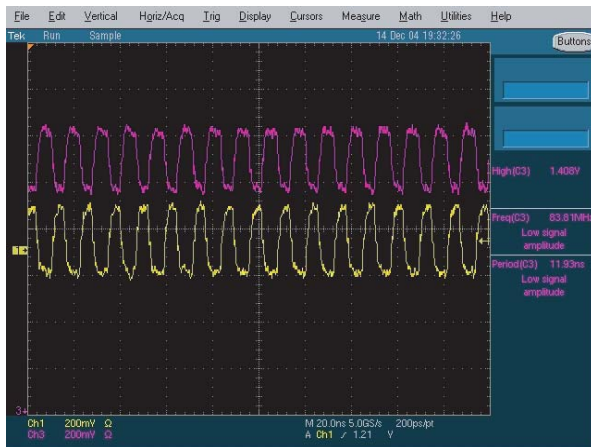 File Edit Vertical Horiz/Acq Trig Display Cursors Measure Math Utilities Help
Tek Run Sample 14 Dec 04 19:32:26
Buttons
High(C3) 1.408V
Freq(C3) 83.81MHz
Low signal
amplitude
Period(C3) 11.93ns
Low signal
amplitude
1
3
Ch1 200mV Ω M 20.0ns 5.0GS/s 200ps/pt
Ch3 200mV Ω A Ch1 1.21 V